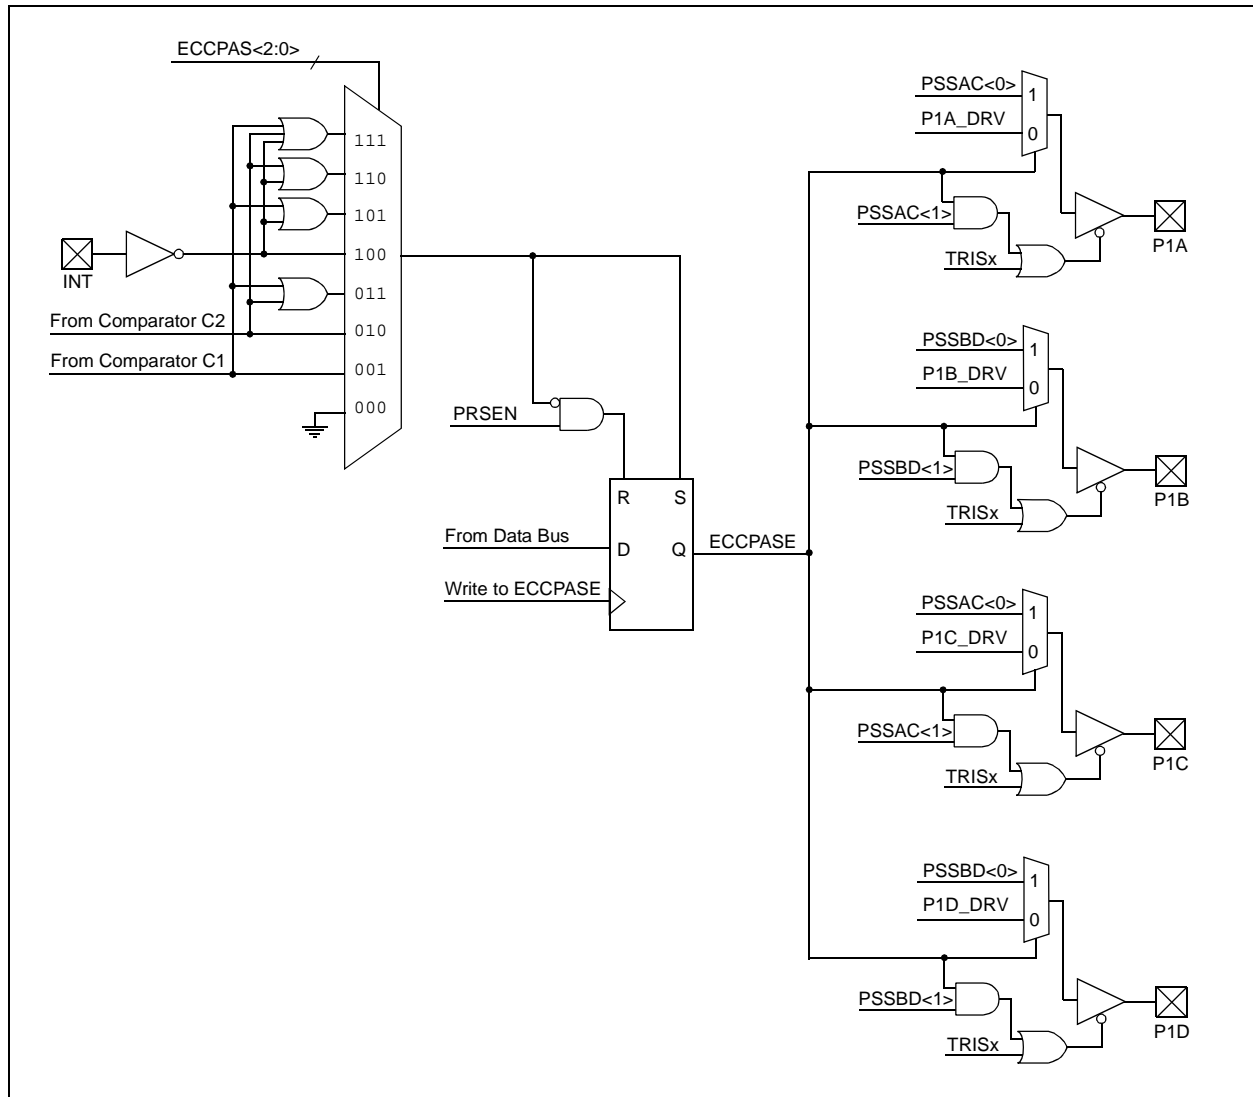 ECCPAS<2:0>
111
110
101
100
011
010
001
000
INT
From Comparator C2
From Comparator C1
PRSEN
R S
From Data Bus
D Q
ECCPASE
Write to ECCPASE
PSSAC<0>
1
P1A_DRV
0
PSSAC<1>
TRISx
P1A
PSSBD<0>
1
P1B_DRV
0
PSSBD<1>
TRISx
P1B
PSSAC<0>
1
P1C_DRV
0
PSSAC<1>
TRISx
P1C
PSSBD<0>
1
P1D_DRV
0
PSSBD<1>
TRISx
P1D